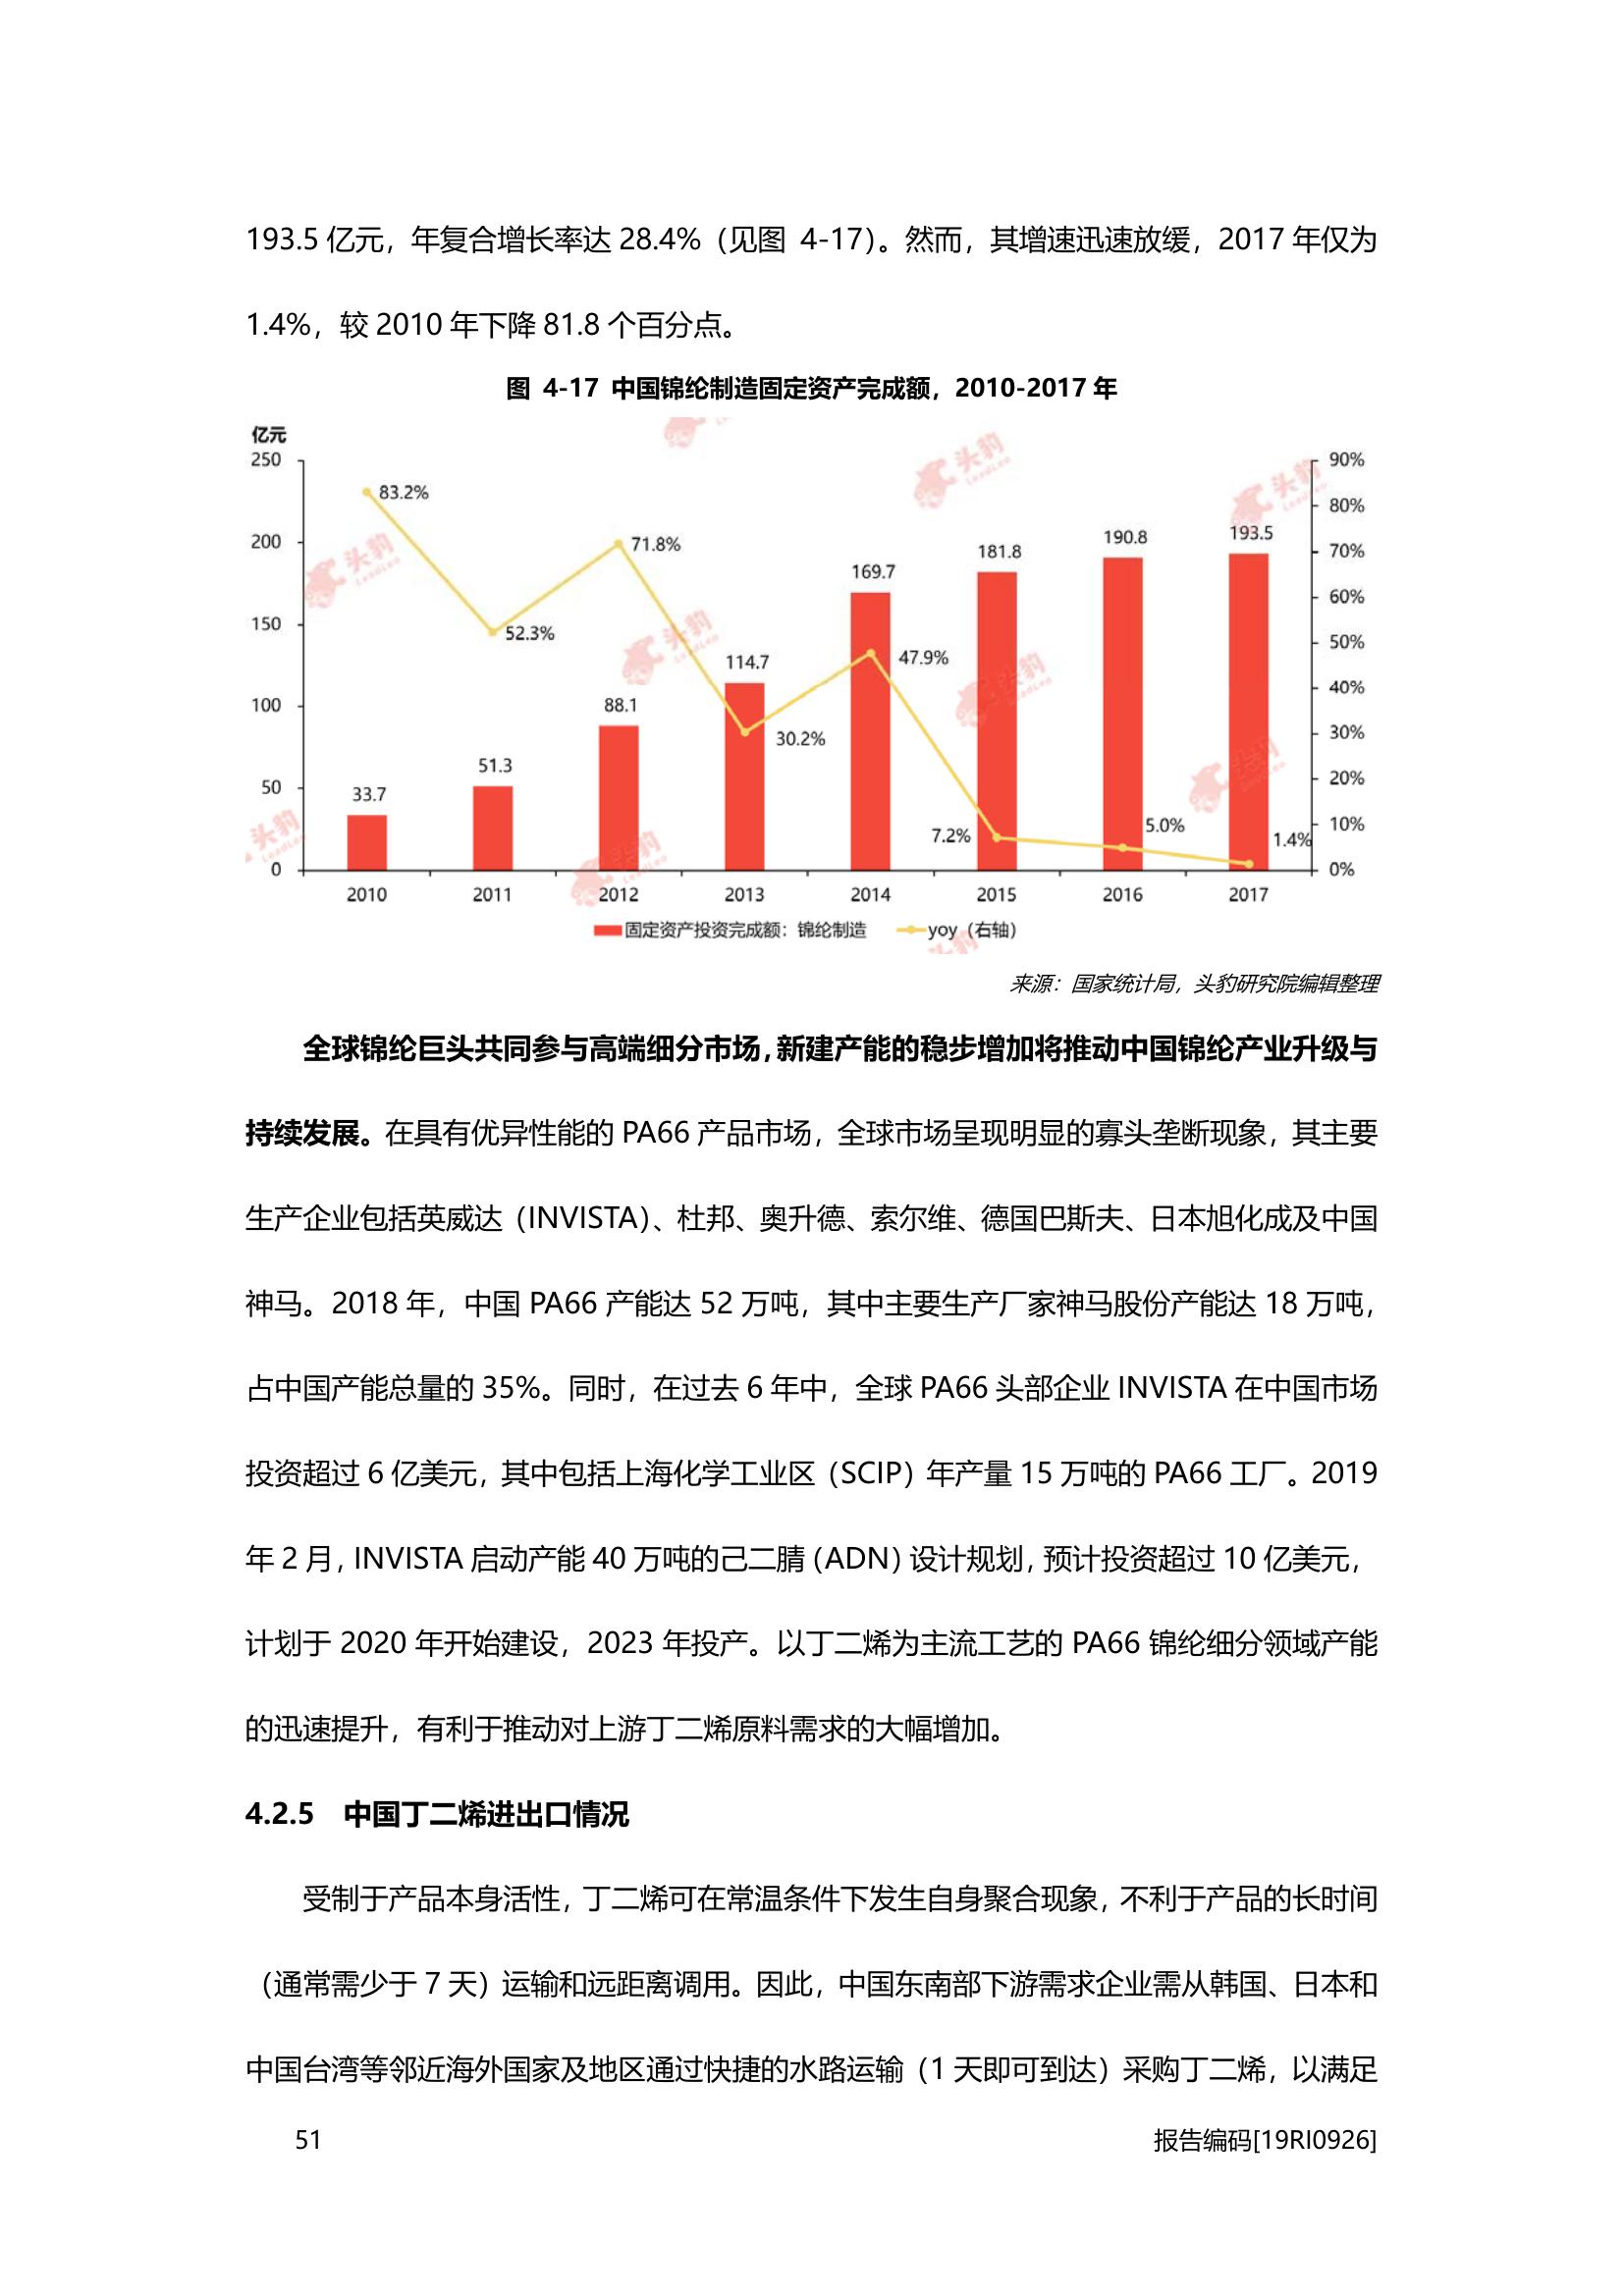 193.5 亿元，年复合增长率达 28.4%（见图 4-17）。然而，其增速迅速放缓，2017 年仅为
1.4%，较 2010 年下降 81.8 个百分点。
图 4-17 中国锦纶制造固定资产完成额，2010-2017 年
亿元
250
200
150
100
50
0
90%
80%
70%
60%
50%
40%
30%
20%
10%
0%
83.2%
52.3%
71.8%
30.2%
47.9%
7.2%
5.0%
1.4%
33.7
51.3
88.1
114.7
169.7
181.8
190.8
193.5
2010 2011 2012 2013 2014 2015 2016 2017
固定资产投资完成额：锦纶制造 yoy（右轴）
头豹
LeadLeo
来源：国家统计局，头豹研究院编辑整理
全球锦纶巨头共同参与高端细分市场，新建产能的稳步增加将推动中国锦纶产业升级与
持续发展。在具有优异性能的 PA66 产品市场，全球市场呈现明显的寡头垄断现象，其主要
生产企业包括英威达（INVISTA）、杜邦、奥升德、索尔维、德国巴斯夫、日本旭化成及中国
神马。2018 年，中国 PA66 产能达 52 万吨，其中主要生产厂家神马股份产能达 18 万吨，
占中国产能总量的 35%。同时，在过去 6 年中，全球 PA66 头部企业 INVISTA 在中国市场
投资超过 6 亿美元，其中包括上海化学工业区（SCIP）年产量 15 万吨的 PA66 工厂。2019
年 2 月，INVISTA 启动产能 40 万吨的己二腈（ADN）设计规划，预计投资超过 10 亿美元，
计划于 2020 年开始建设，2023 年投产。以丁二烯为主流工艺的 PA66 锦纶细分领域产能
的迅速提升，有利于推动对上游丁二烯原料需求的大幅增加。
4.2.5 中国丁二烯进出口情况
受制于产品本身活性，丁二烯可在常温条件下发生自身聚合现象，不利于产品的长时间
（通常需少于 7 天）运输和远距离调用。因此，中国东南部下游需求企业需从韩国、日本和
中国台湾等邻近海外国家及地区通过快捷的水路运输（1 天即可到达）采购丁二烯，以满足
51
报告编码[19RI0926]